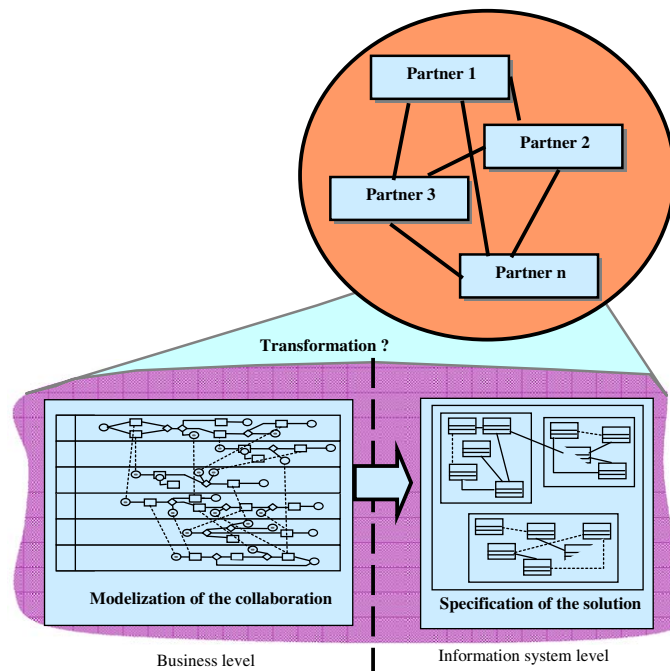 Partner 1
Partner 2
Partner 3
Partner n
Transformation ?
Modelization of the collaboration
Specification of the solution
Business level
Information system level